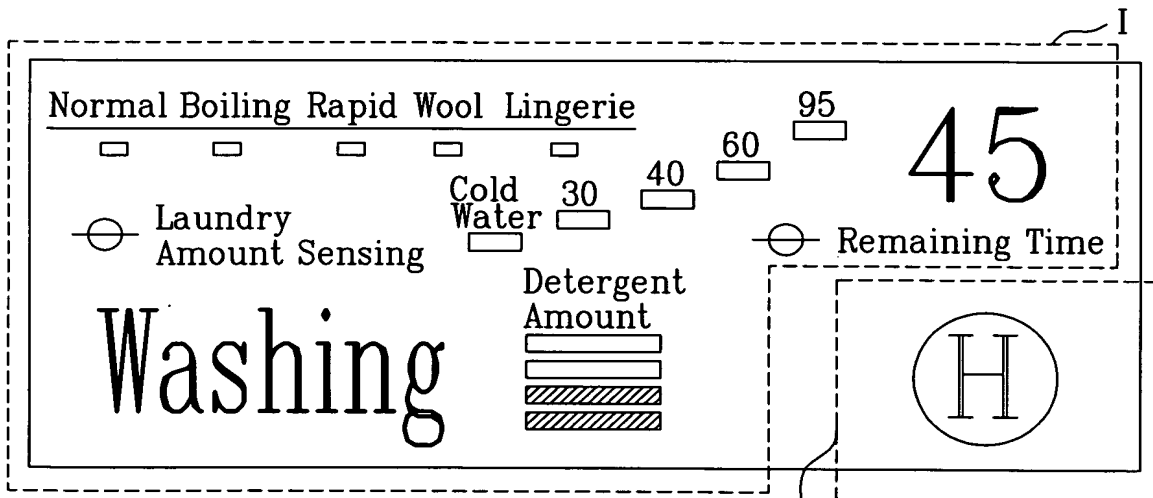 I
Normal Boiling Rapid Wool Lingerie
95
45
60
40
30
Cold
Water
Laundry
Amount Sensing
Remaining Time
Detergent
Amount
Washing
H